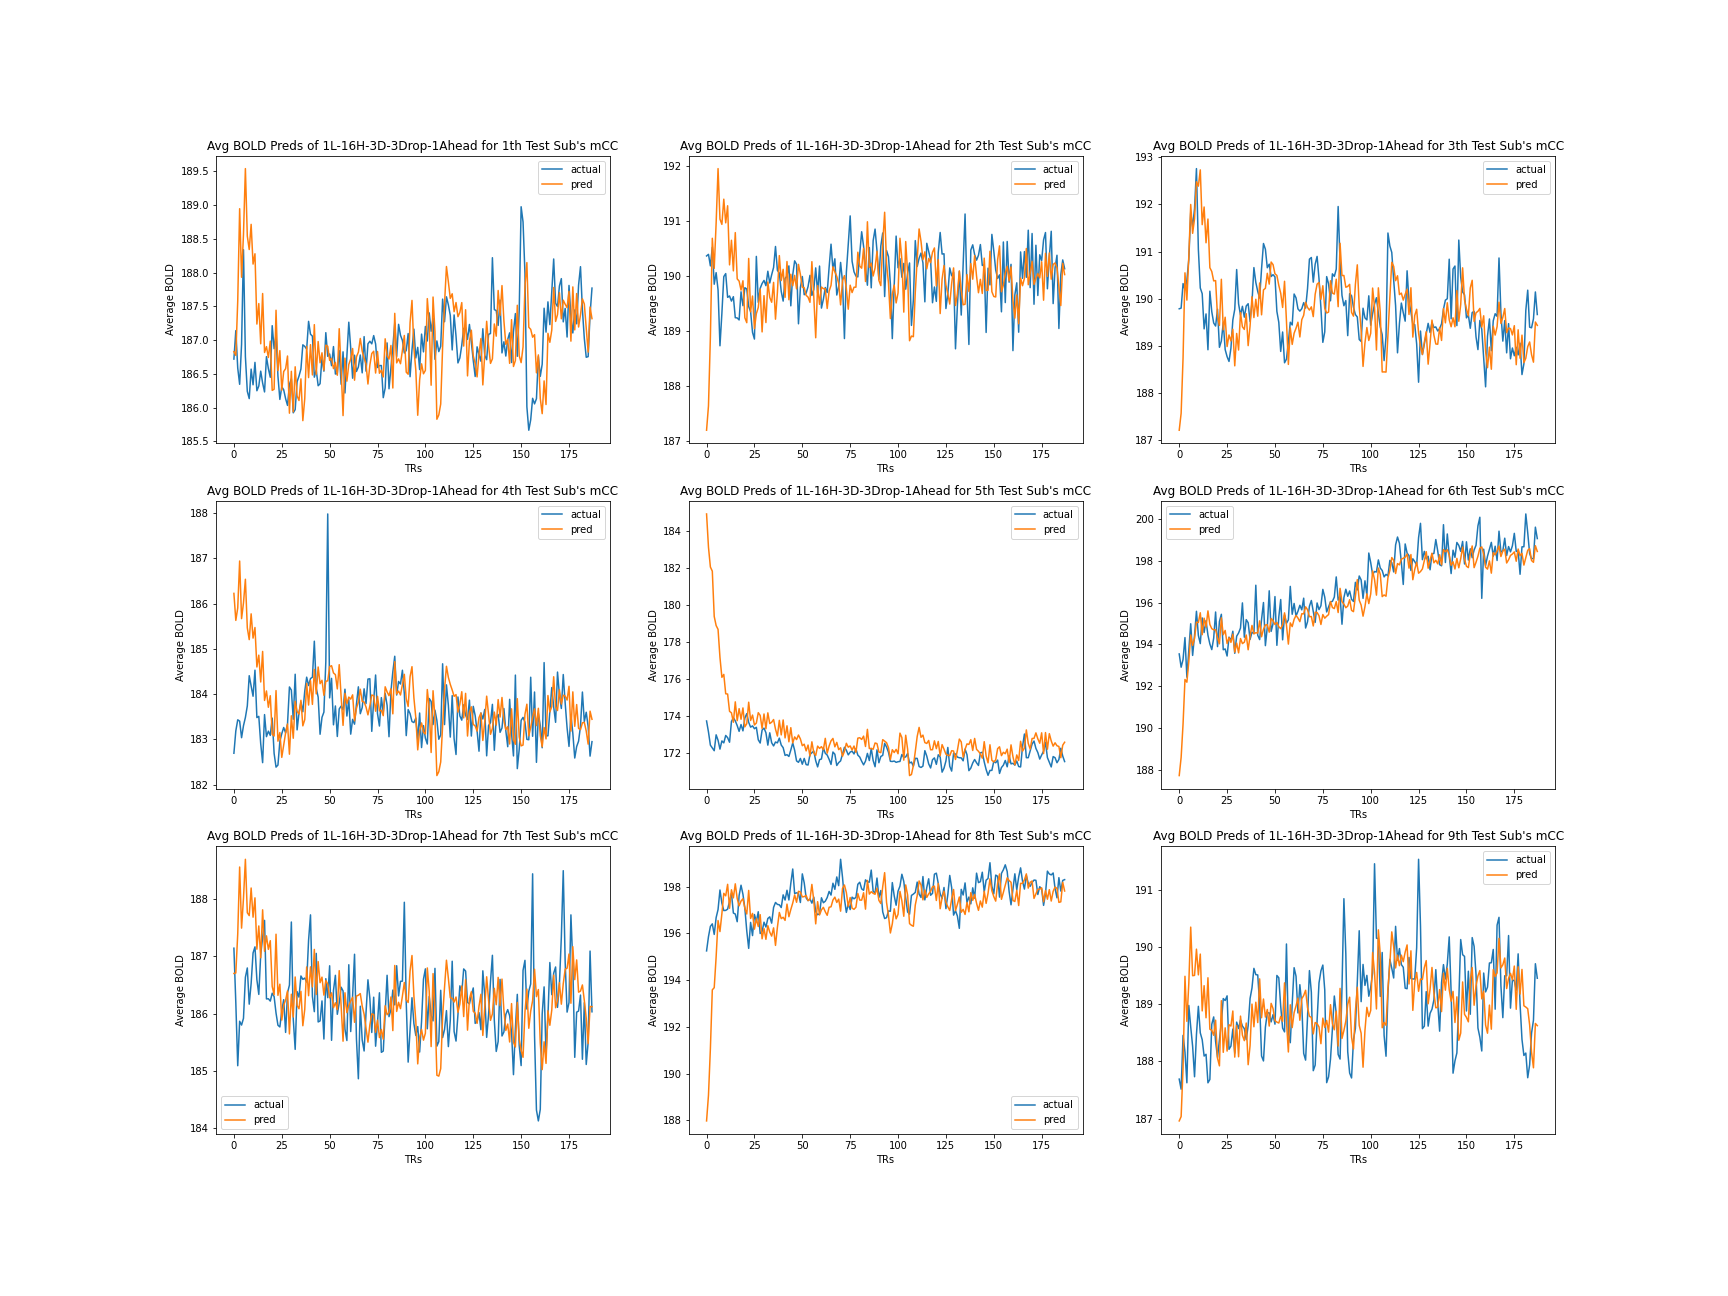 Avg BOLD Preds of 1L-16H-3D-3Drop-1Ahead for 1th Test Sub's mCC
189.5
189.0
188.5
188.0
187.5
187.0
186.5
186.0
185.5
Average BOLD
actual
pred
0 25 50 75 100 125 150 175
TRs
Avg BOLD Preds of 1L-16H-3D-3Drop-1Ahead for 2th Test Sub's mCC
192
191
190
189
188
187
Average BOLD
actual
pred
0 25 50 75 100 125 150 175
TRs
Avg BOLD Preds of 1L-16H-3D-3Drop-1Ahead for 3th Test Sub's mCC
193
192
191
190
189
188
187
Average BOLD
actual
pred
0 25 50 75 100 125 150 175
TRs
Avg BOLD Preds of 1L-16H-3D-3Drop-1Ahead for 4th Test Sub's mCC
188
187
186
185
184
183
182
Average BOLD
actual
pred
0 25 50 75 100 125 150 175
TRs
Avg BOLD Preds of 1L-16H-3D-3Drop-1Ahead for 5th Test Sub's mCC
184
182
180
178
176
174
172
Average BOLD
actual
pred
0 25 50 75 100 125 150 175
TRs
Avg BOLD Preds of 1L-16H-3D-3Drop-1Ahead for 6th Test Sub's mCC
200
198
196
194
192
190
188
Average BOLD
actual
pred
0 25 50 75 100 125 150 175
TRs
Avg BOLD Preds of 1L-16H-3D-3Drop-1Ahead for 7th Test Sub's mCC
188
187
186
185
184
Average BOLD
actual
pred
0 25 50 75 100 125 150 175
TRs
Avg BOLD Preds of 1L-16H-3D-3Drop-1Ahead for 8th Test Sub's mCC
198
196
194
192
190
188
Average BOLD
actual
pred
0 25 50 75 100 125 150 175
TRs
Avg BOLD Preds of 1L-16H-3D-3Drop-1Ahead for 9th Test Sub's mCC
191
190
189
188
187
Average BOLD
actual
pred
0 25 50 75 100 125 150 175
TRs